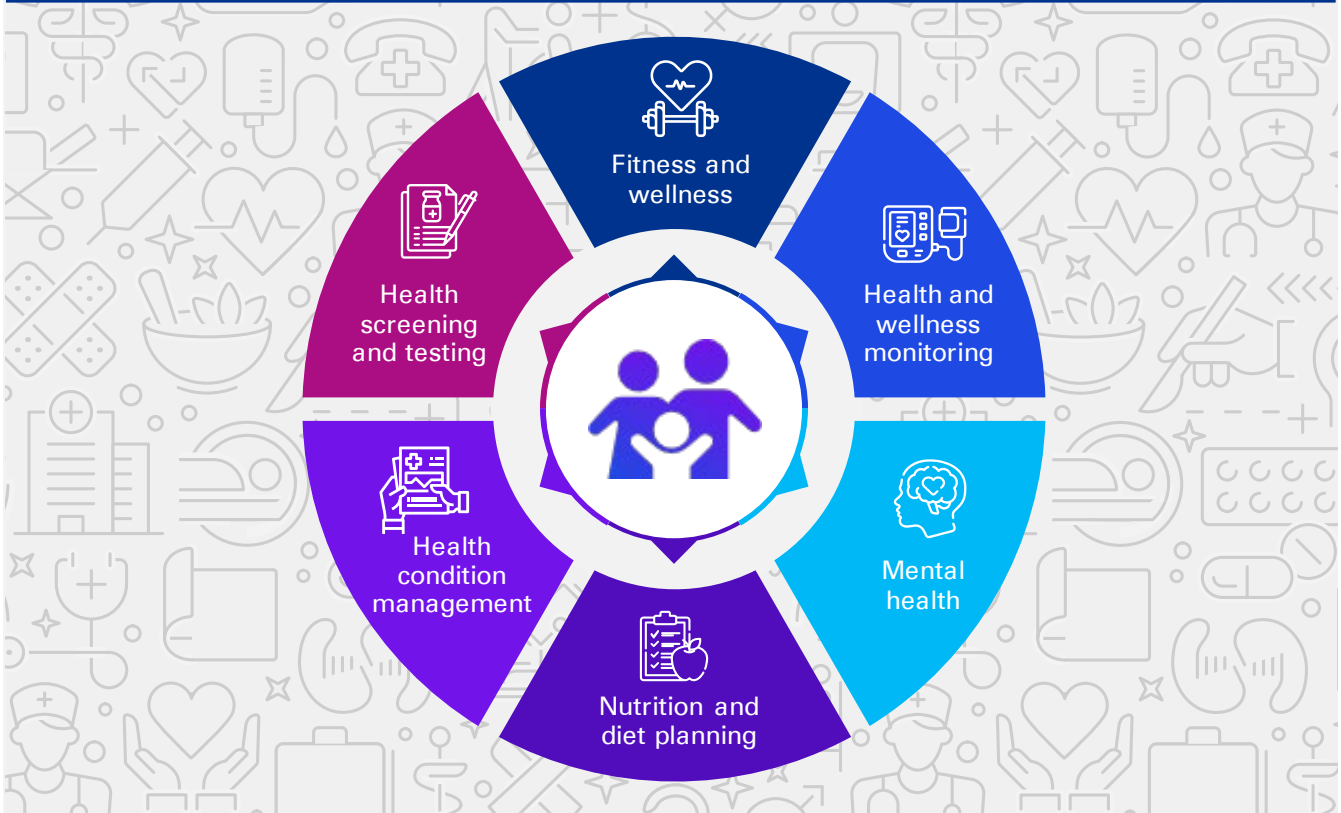 Fitness and
wellness
Health and
wellness
monitoring
Mental
health
Nutrition and
diet planning
Health
condition
management
Health
screening
and testing